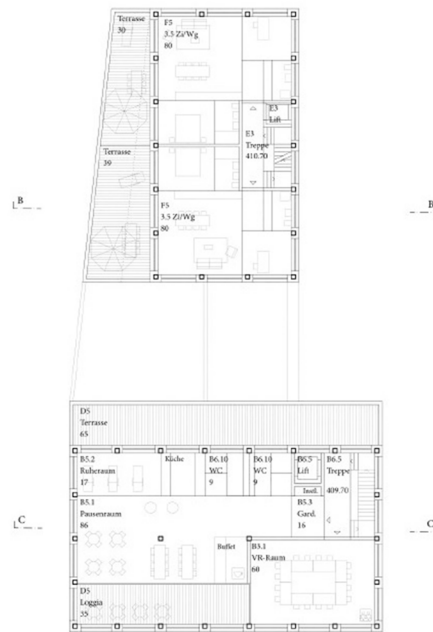 Terrasse
30
F5
3.5 Zi/Wg
80
E3
Lift
E3
Treppe
410.70
Terrasse
39
F5
3.5 Zi/Wg
80
B
B
D5
Terrasse
65
B5.2
Ruheraum
17
Küche
B6.10
WC
9
B6.10
WC
9
B6.5
Lift
B6.5
Treppe
409.70
Inst.
B5.1
Pausenraum
86
B5.3
Gard.
16
C
C
Buffet
B3.1
VR-Raum
60
D5
Loggia
35